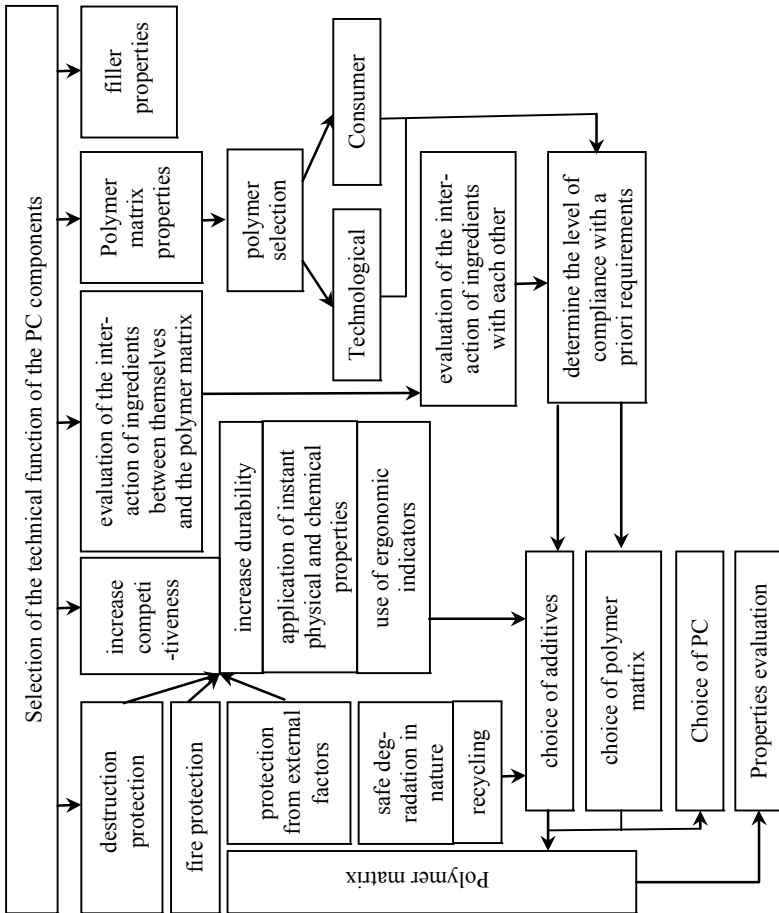 Selection of the technical function of the PC components
destruction
protection
fire protection
protection
from external
factors
safe deg-
radation in
nature
recycling
Polymer matrix
increase
competi
-tiveness
increase durability
application of instant
physical and chemical
properties
use of ergonomic
indicators
evaluation of the inter-
action of ingredients
between themselves
and the polymer matrix
Polymer
matrix
properties
filler
properties
polymer
selection
Technological
Consumer
evaluation of the inter-
action of ingredients
with each other
determine the level of
compliance with a
priori requirements
choice of additives
choice of polymer
matrix
Choice of PC
Properties evaluation